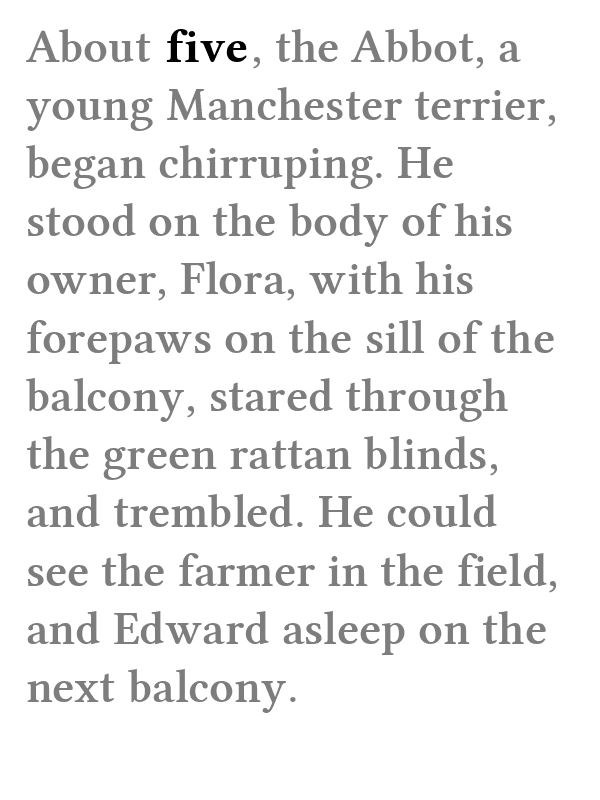 About five, the Abbot, a
young Manchester terrier,
began chirruping. He
stood on the body of his
owner, Flora, with his
forepaws on the sill of the
balcony, stared through
the green rattan blinds,
and trembled. He could
see the farmer in the field,
and Edward asleep on the
next balcony.